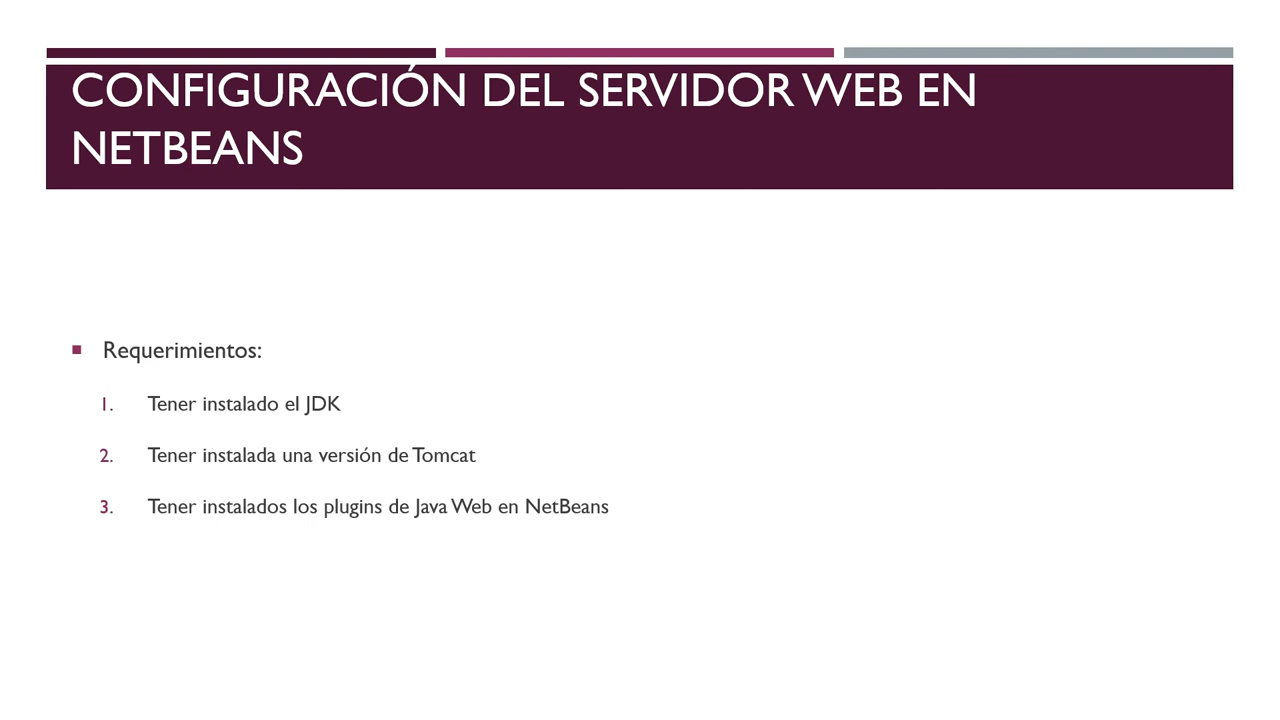 CONFIGURACIÓN DEL SERVIDOR WEB EN
NETBEANS
Requerimientos:
1. Tener instalado el JDK
2. Tener instalada una versión de Tomcat
3. Tener instalados los plugins de Java Web en NetBeans